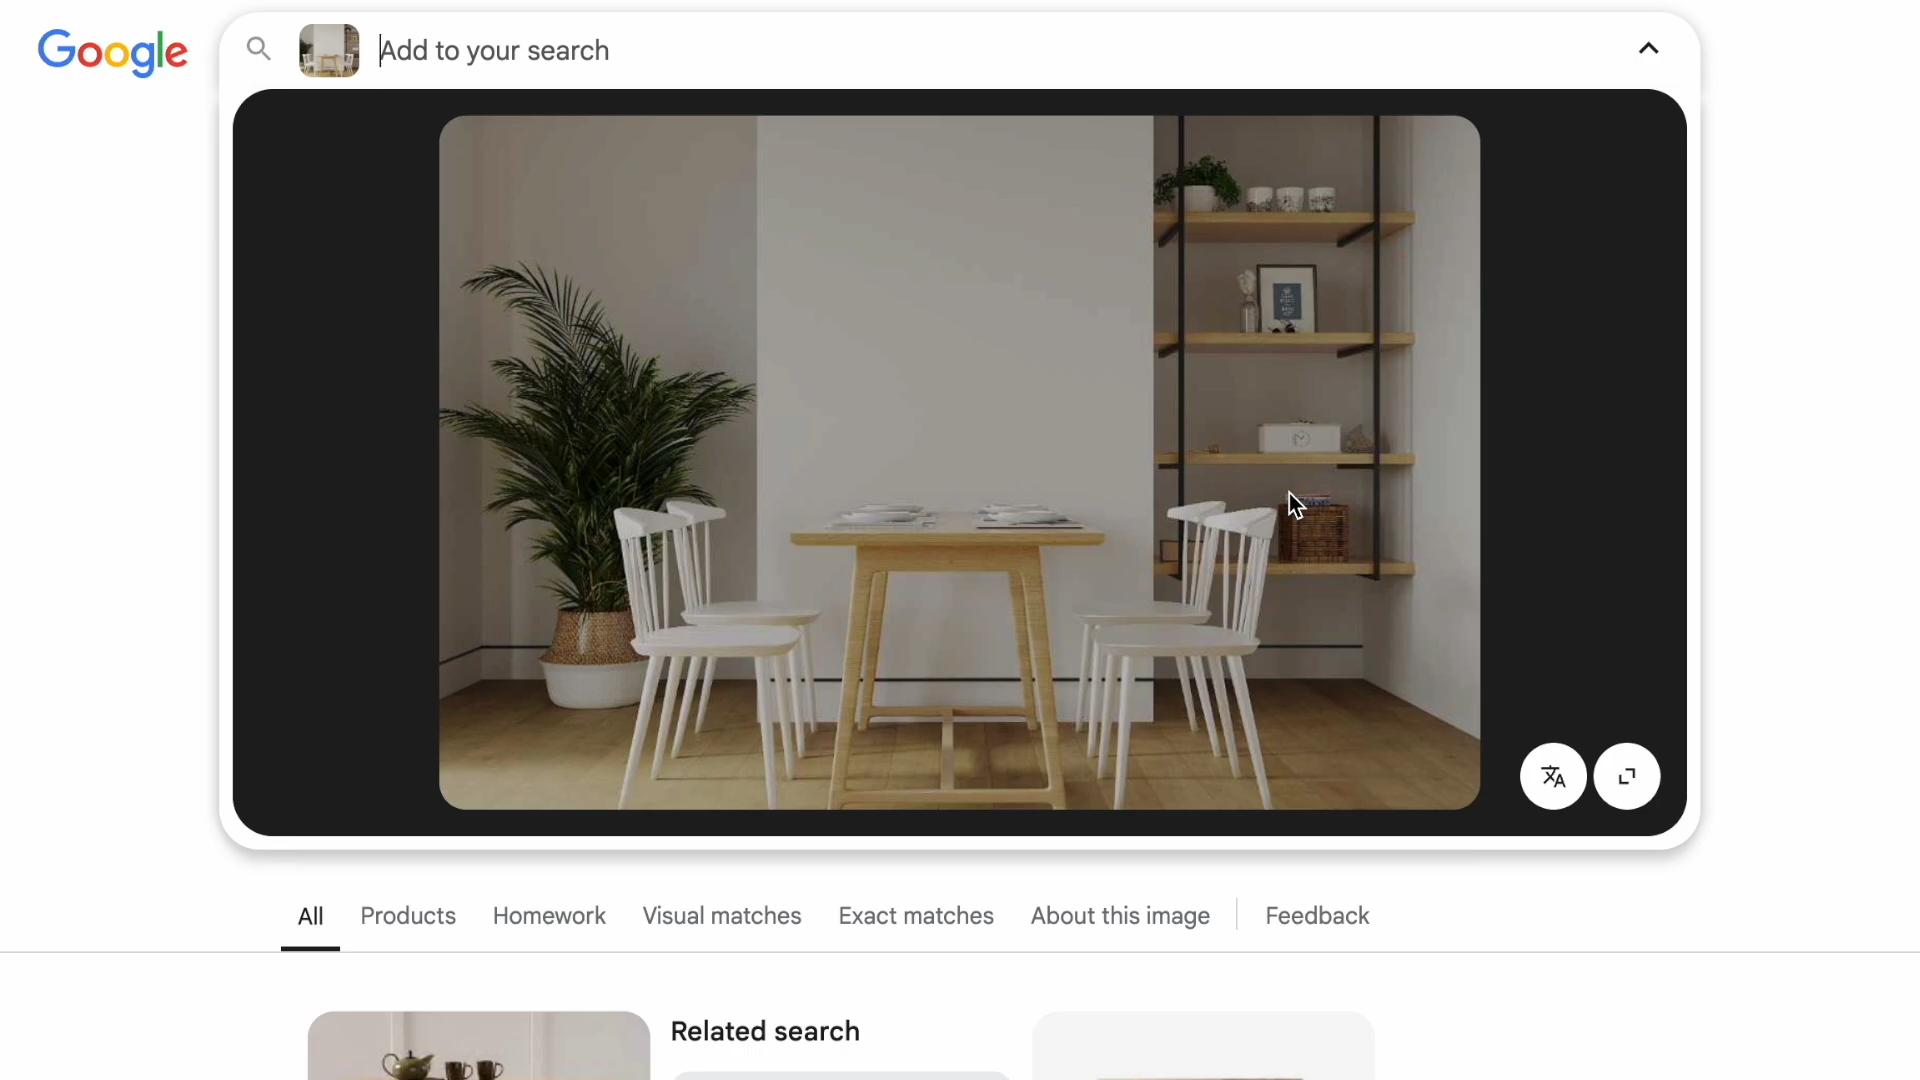 Google
Add to your search
All
Products
Homework
Visual matches
Exact matches
About this image
Feedback
Related search